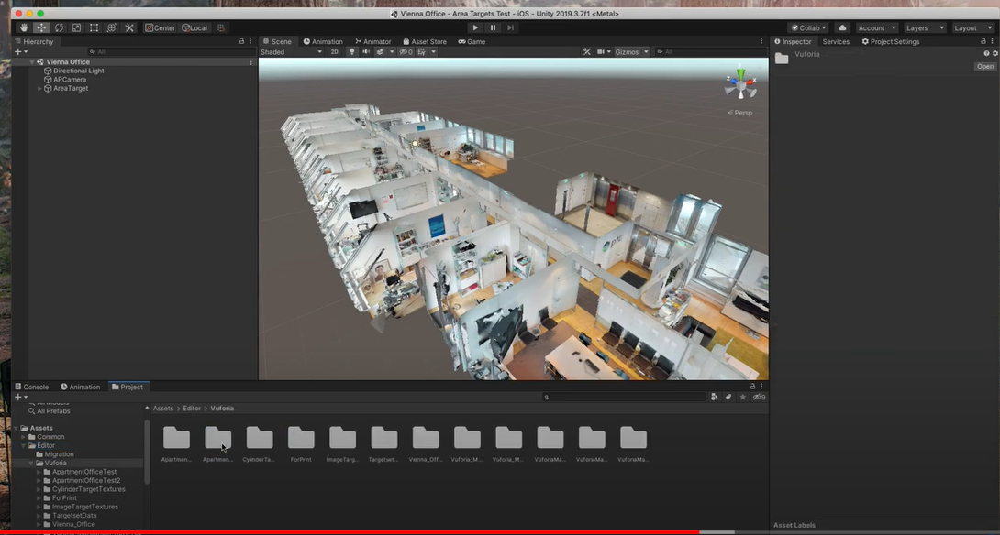 Vienna Office - Area Targets Test - iOS - Unity 2019.3.7f1 <Metal>
Center Local Collab Account Layers Layout
Hierarchy
All
Vienna Office
Directional Light
ARCamera
AreaTarget
Scene Animation Animator Asset Store Game
Shaded 2D 0 Gizmos All
Persp
Inspector Services Project Settings
Vuforia
Open
Console Animation Project
9
All Prefabs
Assets
Common
Editor
Migration
Vuforia
ApartmentOfficeTest
ApartmentOfficeTest2
CylinderTargetTextures
ForPrint
ImageTargetTextures
TargetsetData
Vienna_Office
Assets > Editor > Vuforia
Apartmen... Apartmen... CylinderTa... ForPrint ImageTarg... Targetset... Vienna_Off... Vuforia_M... Vuforia_M... VuforiaMa... VuforiaMa... VuforiaMa...
Asset Labels